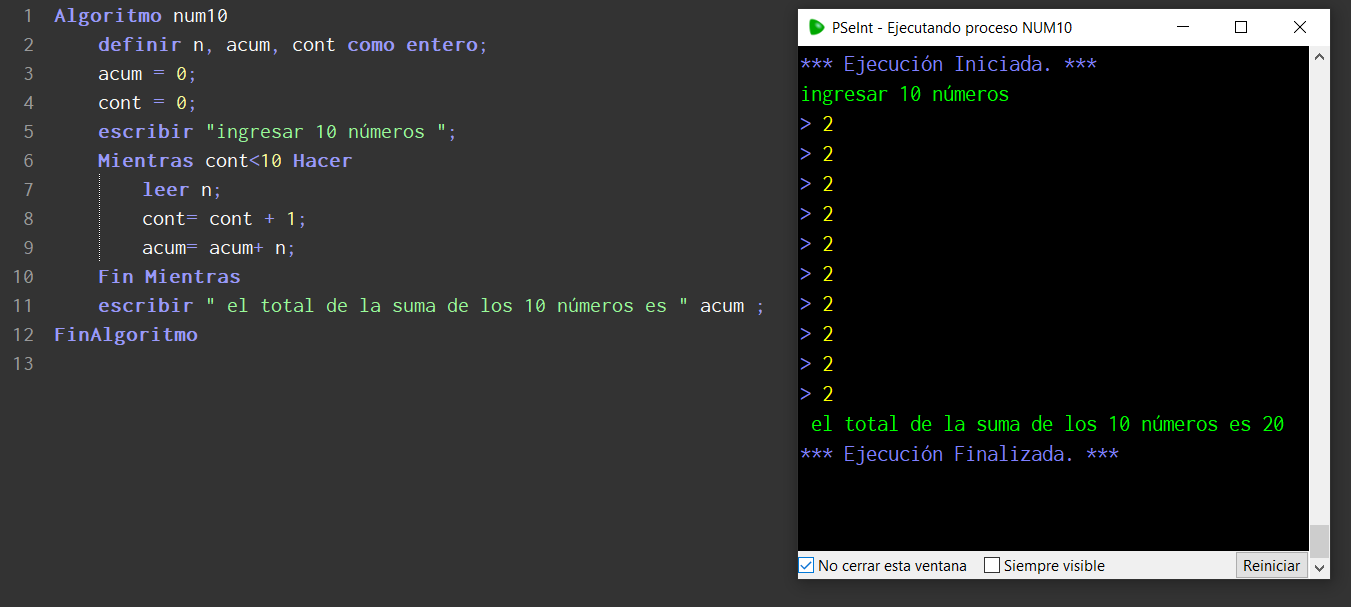 1 Algoritmo num10
2 definir n, acum, cont como entero;
3 acum = 0;
4 cont = 0;
5 escribir "ingresar 10 números ";
6 Mientras cont<10 Hacer
7 leer n;
8 cont= cont + 1;
9 acum= acum+ n;
10 Fin Mientras
11 escribir " el total de la suma de los 10 números es " acum ;
12 FinAlgoritmo
13
PSeInt - Ejecutando proceso NUM10
*** Ejecución Iniciada. ***
ingresar 10 números
> 2
> 2
> 2
> 2
> 2
> 2
> 2
> 2
> 2
> 2
el total de la suma de los 10 números es 20
*** Ejecución Finalizada. ***
No cerrar esta ventana Siempre visible Reiniciar